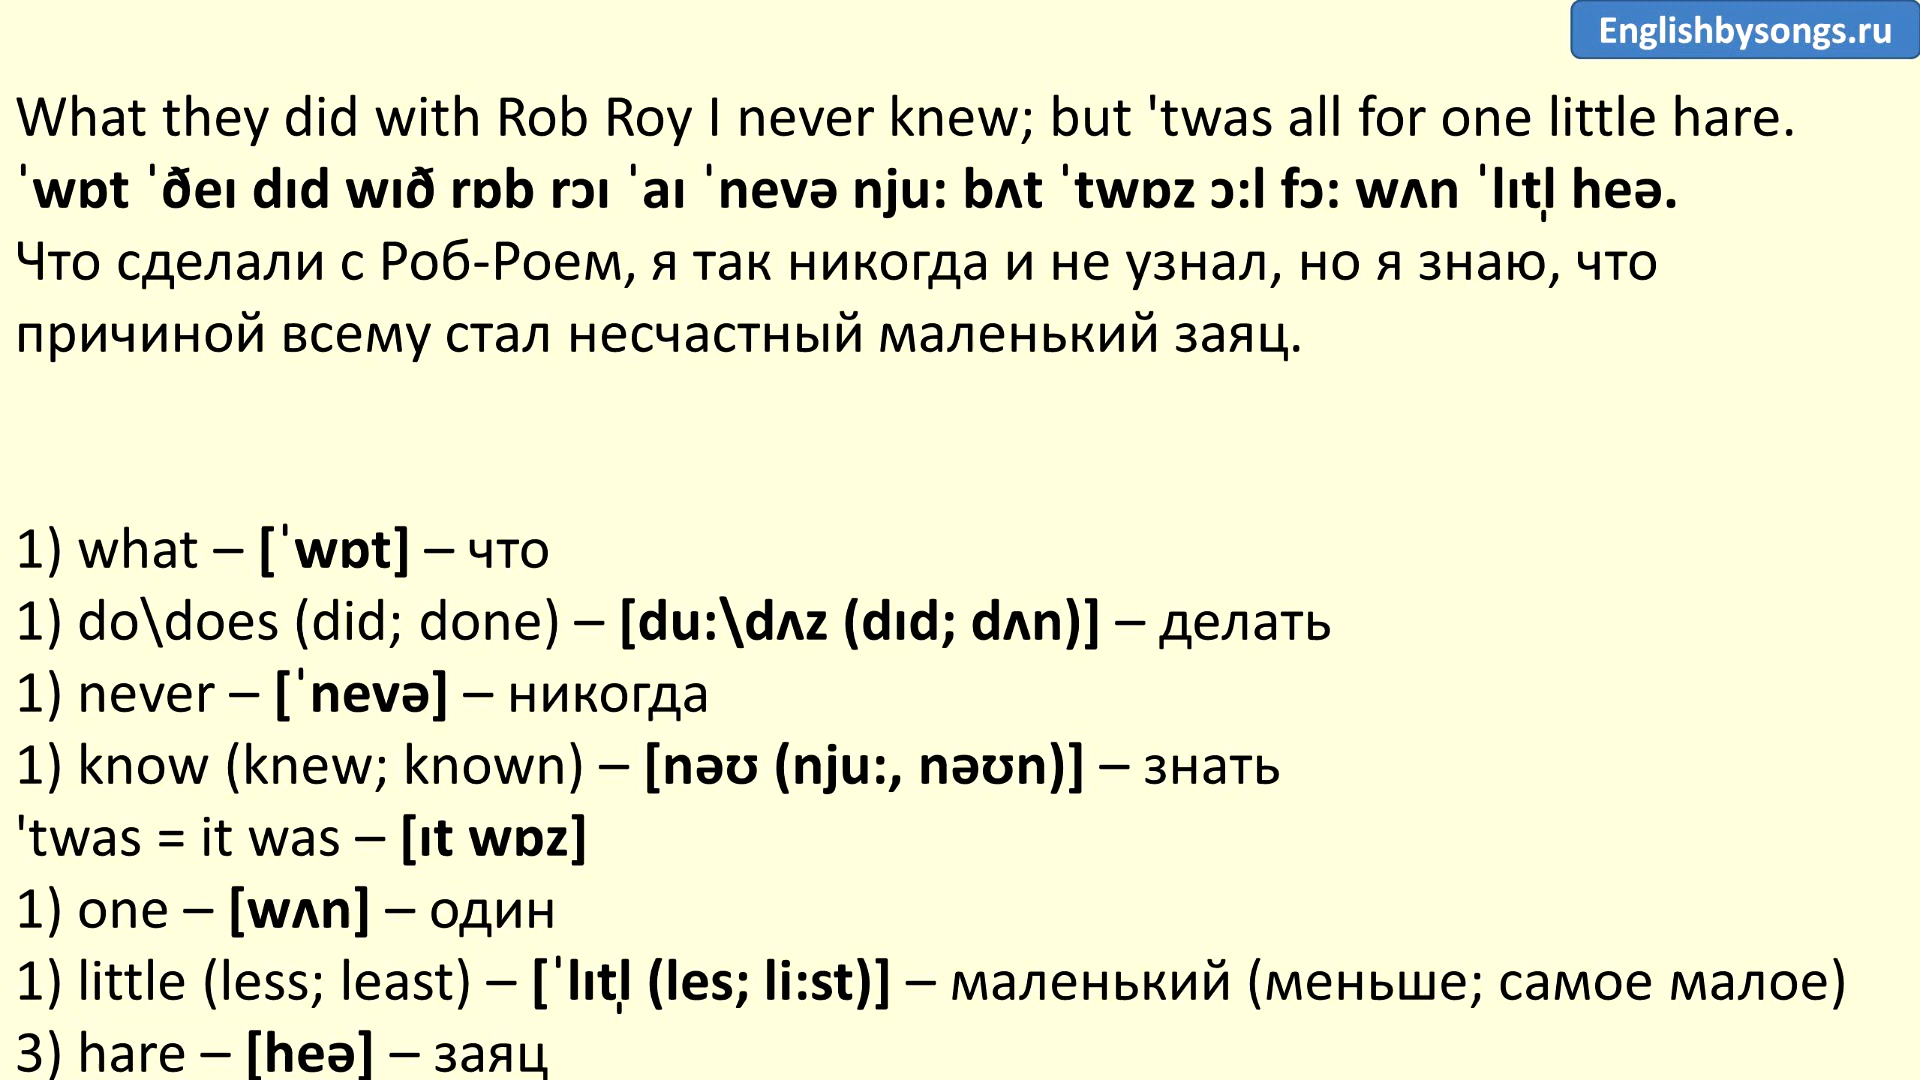 Englishbysongs.ru
What they did with Rob Roy I never knew; but 'twas all for one little hare.
ˈwɒt ˈðeɪ dɪd wɪð rɒb rɔɪ ˈaɪ ˈnevə nju: bʌt ˈtwɒz ɔ:l fɔ: wʌn ˈlɪtl̩ heə.
Что сделали с Роб-Роем, я так никогда и не узнал, но я знаю, что
причиной всему стал несчастный маленький заяц.
1) what – [ˈwɒt] – что
1) do\does (did; done) – [du:\dʌz (dɪd; dʌn)] – делать
1) never – [ˈnevə] – никогда
1) know (knew; known) – [nəʊ (nju:, nəʊn)] – знать
'twas = it was – [ɪt wɒz]
1) one – [wʌn] – один
1) little (less; least) – [ˈlɪtl̩ (les; li:st)] – маленький (меньше; самое малое)
3) hare – [heə] – заяц